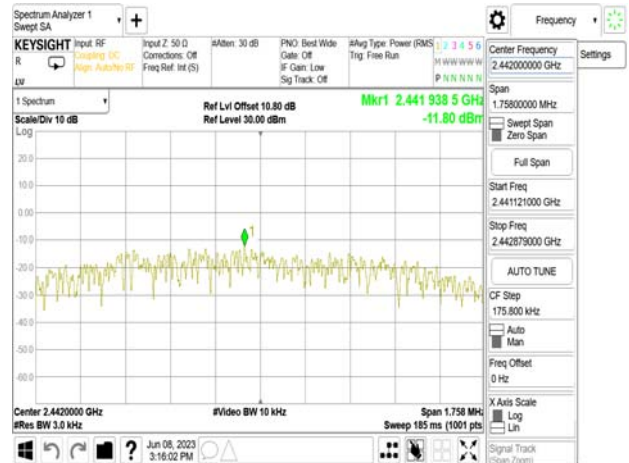 Spectrum Analyzer 1
Swept SA
+
KEYSIGHT
R
Input: RF
Coupling: DC
Align: Auto/No RF
Input Z: 50 Ω
Corrections: Off
Freq Ref: Int (S)
#Atten: 30 dB
PNO: Best Wide
Gate: Off
IF Gain: Low
Sig Track: Off
#Avg Type: Power (RMS
Trig: Free Run
1 2 3 4 5 6
M W W W W W
P N N N N N
1 Spectrum
Scale/Div 10 dB
Log
Ref Lvl Offset 10.80 dB
Ref Level 30.00 dBm
Mkr1 2.441 938 5 GHz
-11.80 dBm
20.0
10.0
0.00
-10.0
-20.0
-30.0
-40.0
-50.0
-60.0
1
Center 2.4420000 GHz
#Res BW 3.0 kHz
#Video BW 10 kHz
Span 1.758 MHz
Sweep 185 ms (1001 pts
?
Jun 08, 2023
3:16:02 PM
Frequency
Settings
Center Frequency
2.442000000 GHz
Span
1.75800000 MHz
Swept Span
Zero Span
Full Span
Start Freq
2.441121000 GHz
Stop Freq
2.442879000 GHz
AUTO TUNE
CF Step
175.800 kHz
Auto
Man
Freq Offset
0 Hz
X Axis Scale
Log
Lin
Signal Track
(Span Zoom)